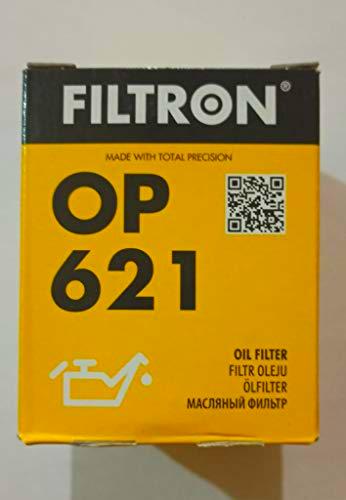 FILTRON®
MADE WITH TOTAL PRECISION
OP
621
OIL FILTER
FILTR OLEJU
ÖLFILTER
МАСЛЯНЫЙ ФИЛЬТР